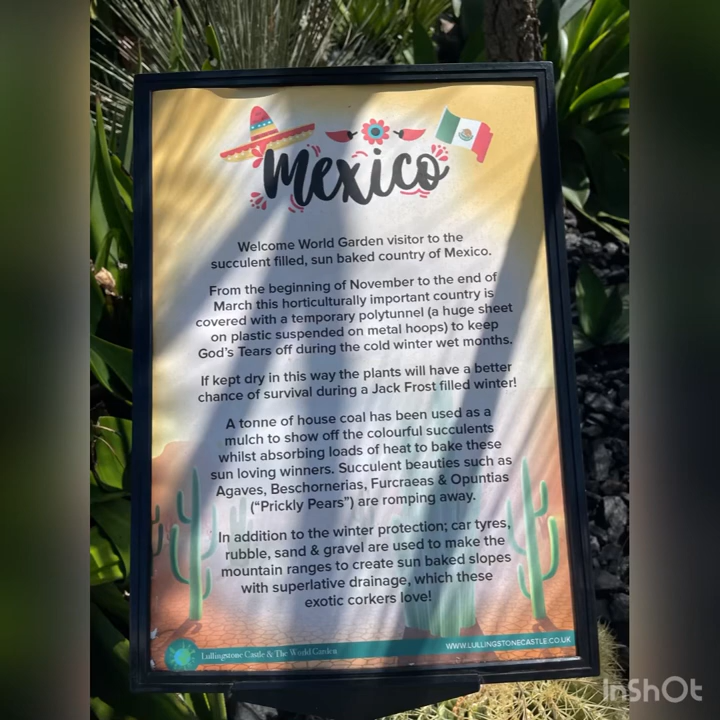 Mexico
Welcome World Garden visitor to the
succulent filled, sun baked country of Mexico.
From the beginning of November to the end of
March this horticulturally important country is
covered with a temporary polytunnel (a huge sheet
on plastic suspended on metal hoops) to keep
God's Tears off during the cold winter wet months.
If kept dry in this way the plants will have a better
chance of survival during a Jack Frost filled winter!
A tonne of house coal has been used as a
mulch to show off the colourful succulents
whilst absorbing loads of heat to bake these
sun loving winners. Succulent beauties such as
Agaves, Beschornerias, Furcraeas & Opuntias
("Prickly Pears") are romping away.
In addition to the winter protection; car tyres,
rubble, sand & gravel are used to make the
mountain ranges to create sun baked slopes
with superlative drainage, which these
exotic corkers love!
Lullingstone Castle & The World Garden
WWW.LULLINGSTONECASTLE.CO.UK
InShOt